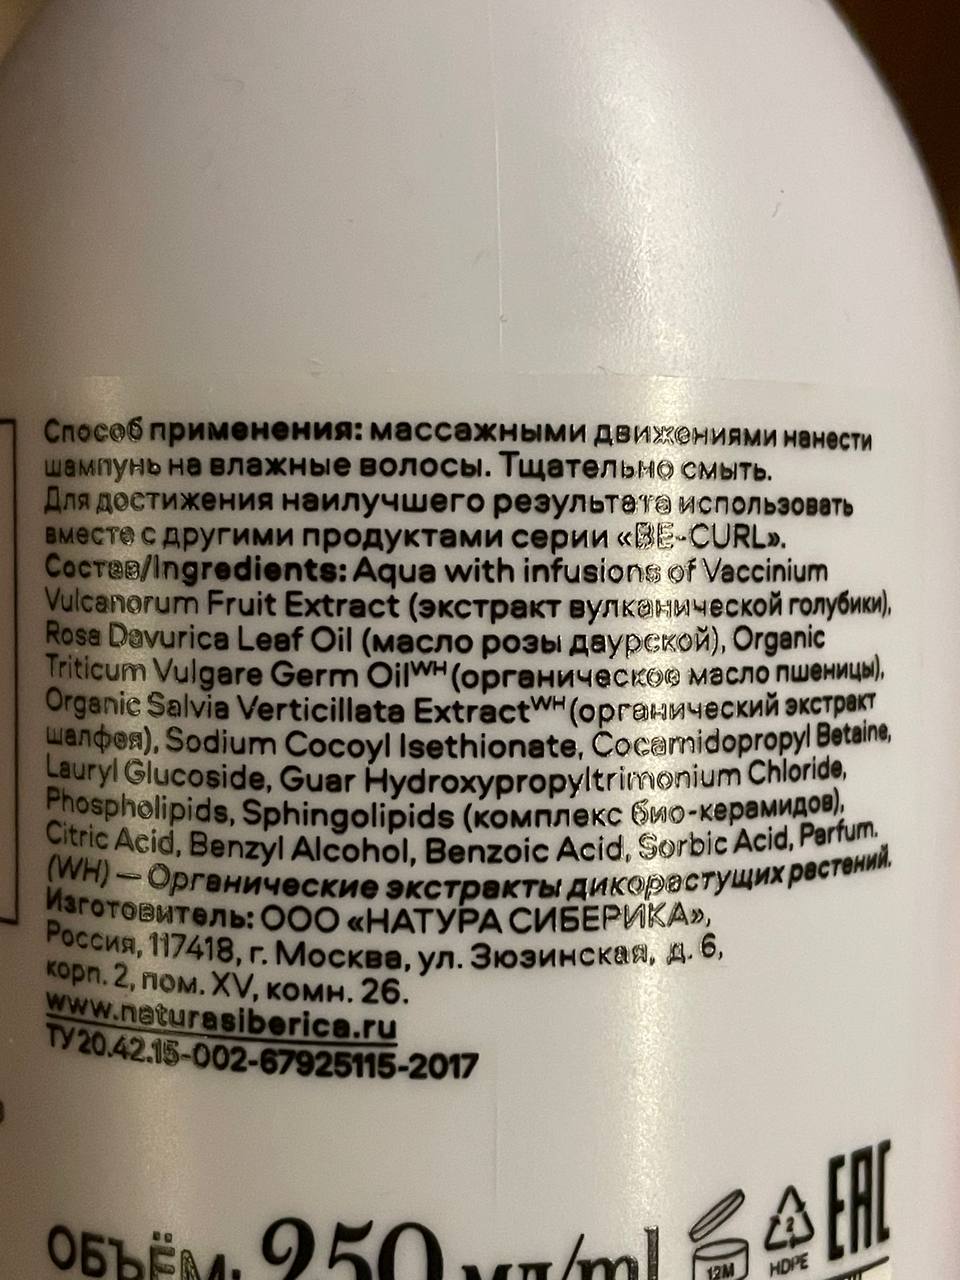 Способ применения: массажными движениями нанести
шампунь на влажные волосы. Тщательно смыть.
Для достижения наилучшего результата использовать
вместе с другими продуктами серии «BE-CURL».
Состав/Ingredients: Aqua with infusions of Vaccinium
Vulcanorum Fruit Extract (экстракт вулканической голубики),
Rosa Davurica Leaf Oil (масло розы даурской), Organic
Triticum Vulgare Germ Oilᵂᴴ (органическое масло пшеницы),
Organic Salvia Verticillata Extractᵂᴴ (органический экстракт
шалфея), Sodium Cocoyl Isethionate, Cocamidopropyl Betaine,
Lauryl Glucoside, Guar Hydroxypropyltrimonium Chloride,
Phospholipids, Sphingolipids (комплекс био-керамидов),
Citric Acid, Benzyl Alcohol, Benzoic Acid, Sorbic Acid, Parfum.
(WH) — Органические экстракты дикорастущих растений.
Изготовитель: ООО «НАТУРА СИБЕРИКА»,
Россия, 117418, г. Москва, ул. Зюзинская, д. 6,
корп. 2, пом. XV, комн. 26.
www.naturasiberica.ru
ТУ 20.42.15-002-67925115-2017
ОБЪЁМ: 250 мл/ml
12M
2
HDPE
EAC